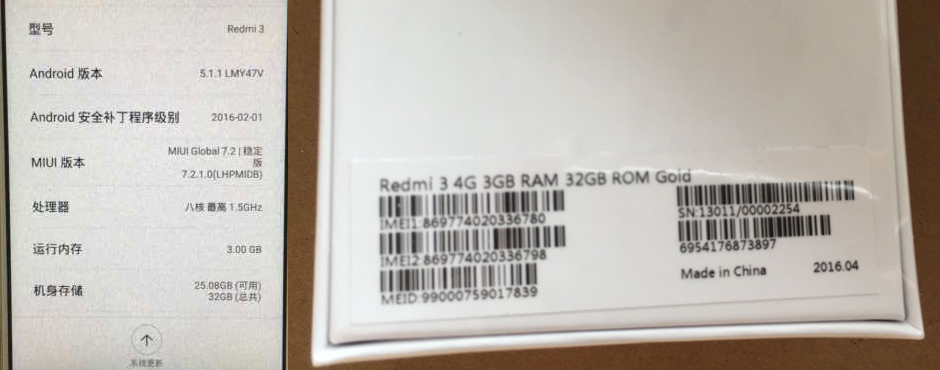 型号
Redmi 3
Android 版本
5.1.1 LMY47V
Android 安全补丁程序级别
2016-02-01
MIUI 版本
MIUI Global 7.2 | 稳定
版
7.2.1.0(LHPMIDB)
处理器
八核 最高 1.5GHz
运行内存
3.00 GB
机身存储
25.08GB (可用)
32GB (总共)
系统更新
Redmi 3 4G 3GB RAM 32GB ROM Gold
IMEI1:869774020336780
IMEI2:869774020336798
MEID:99000759017839
SN:13011/00002254
6954176873897
Made in China
2016.04